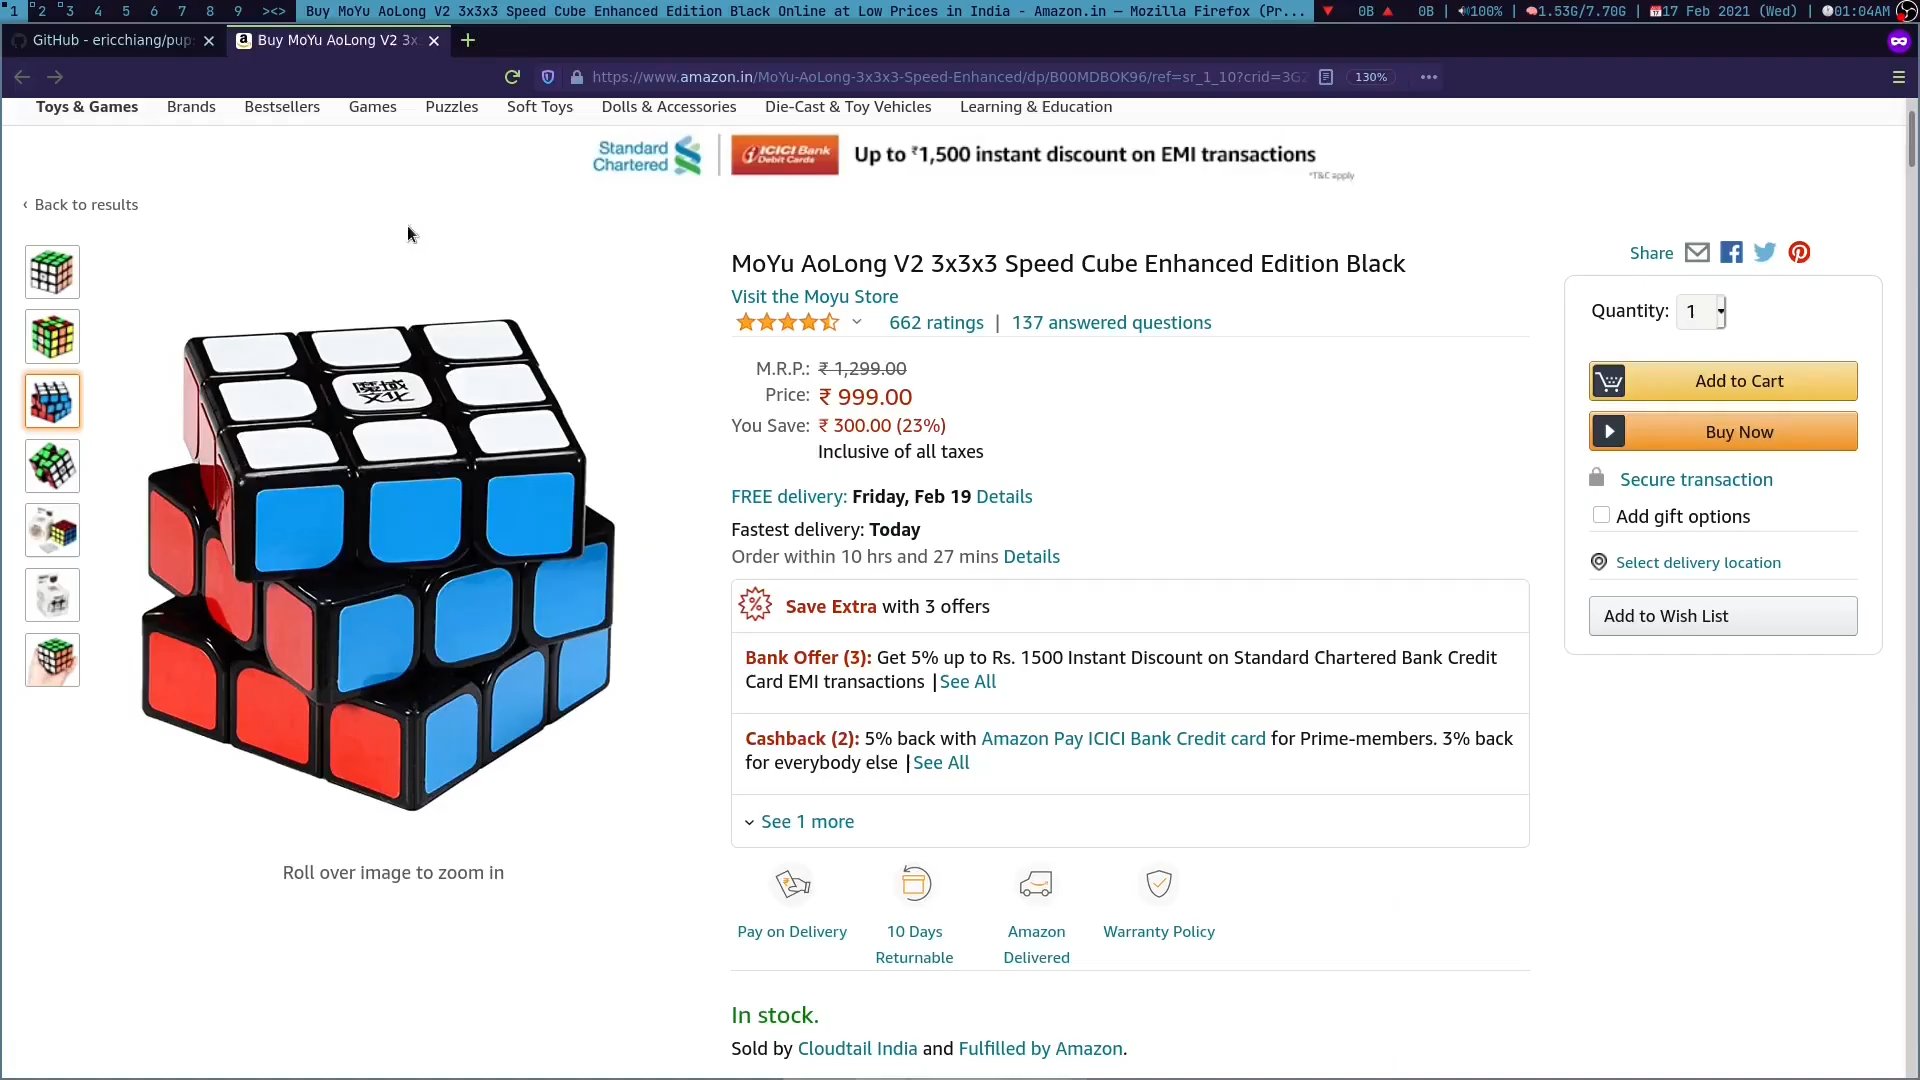 1 2 3 4 5 6 7 8 9 ><> Buy MoYu AoLong V2 3x3x3 Speed Cube Enhanced Edition Black Online at Low Prices in India - Amazon.in — Mozilla Firefox (Pr... 0B 0B | 100% | 1.53G/7.70G | 17 Feb 2021 (Wed) | 01:04AM
GitHub - ericchiang/pup: Buy MoYu AoLong V2 3x
https://www.amazon.in/MoYu-AoLong-3x3x3-Speed-Enhanced/dp/B00MDBOK96/ref=sr_1_10?crid=3G 130%
Toys & Games Brands Bestsellers Games Puzzles Soft Toys Dolls & Accessories Die-Cast & Toy Vehicles Learning & Education
Standard Chartered
ICICI Bank
Debit Cards
Up to ₹1,500 instant discount on EMI transactions
*T&C apply
‹ Back to results
Share
MoYu AoLong V2 3x3x3 Speed Cube Enhanced Edition Black
Visit the Moyu Store
662 ratings | 137 answered questions
M.R.P.: ₹ 1,299.00
Price: ₹ 999.00
You Save: ₹ 300.00 (23%)
Inclusive of all taxes
FREE delivery: Friday, Feb 19 Details
Fastest delivery: Today
Order within 10 hrs and 27 mins Details
Save Extra with 3 offers
Bank Offer (3): Get 5% up to Rs. 1500 Instant Discount on Standard Chartered Bank Credit
Card EMI transactions |See All
Cashback (2): 5% back with Amazon Pay ICICI Bank Credit card for Prime-members. 3% back
for everybody else |See All
See 1 more
Pay on Delivery
10 Days
Returnable
Amazon
Delivered
Warranty Policy
In stock.
Sold by Cloudtail India and Fulfilled by Amazon.
Quantity: 1
Add to Cart
Buy Now
Secure transaction
Add gift options
Select delivery location
Add to Wish List
魔域
文化
Roll over image to zoom in